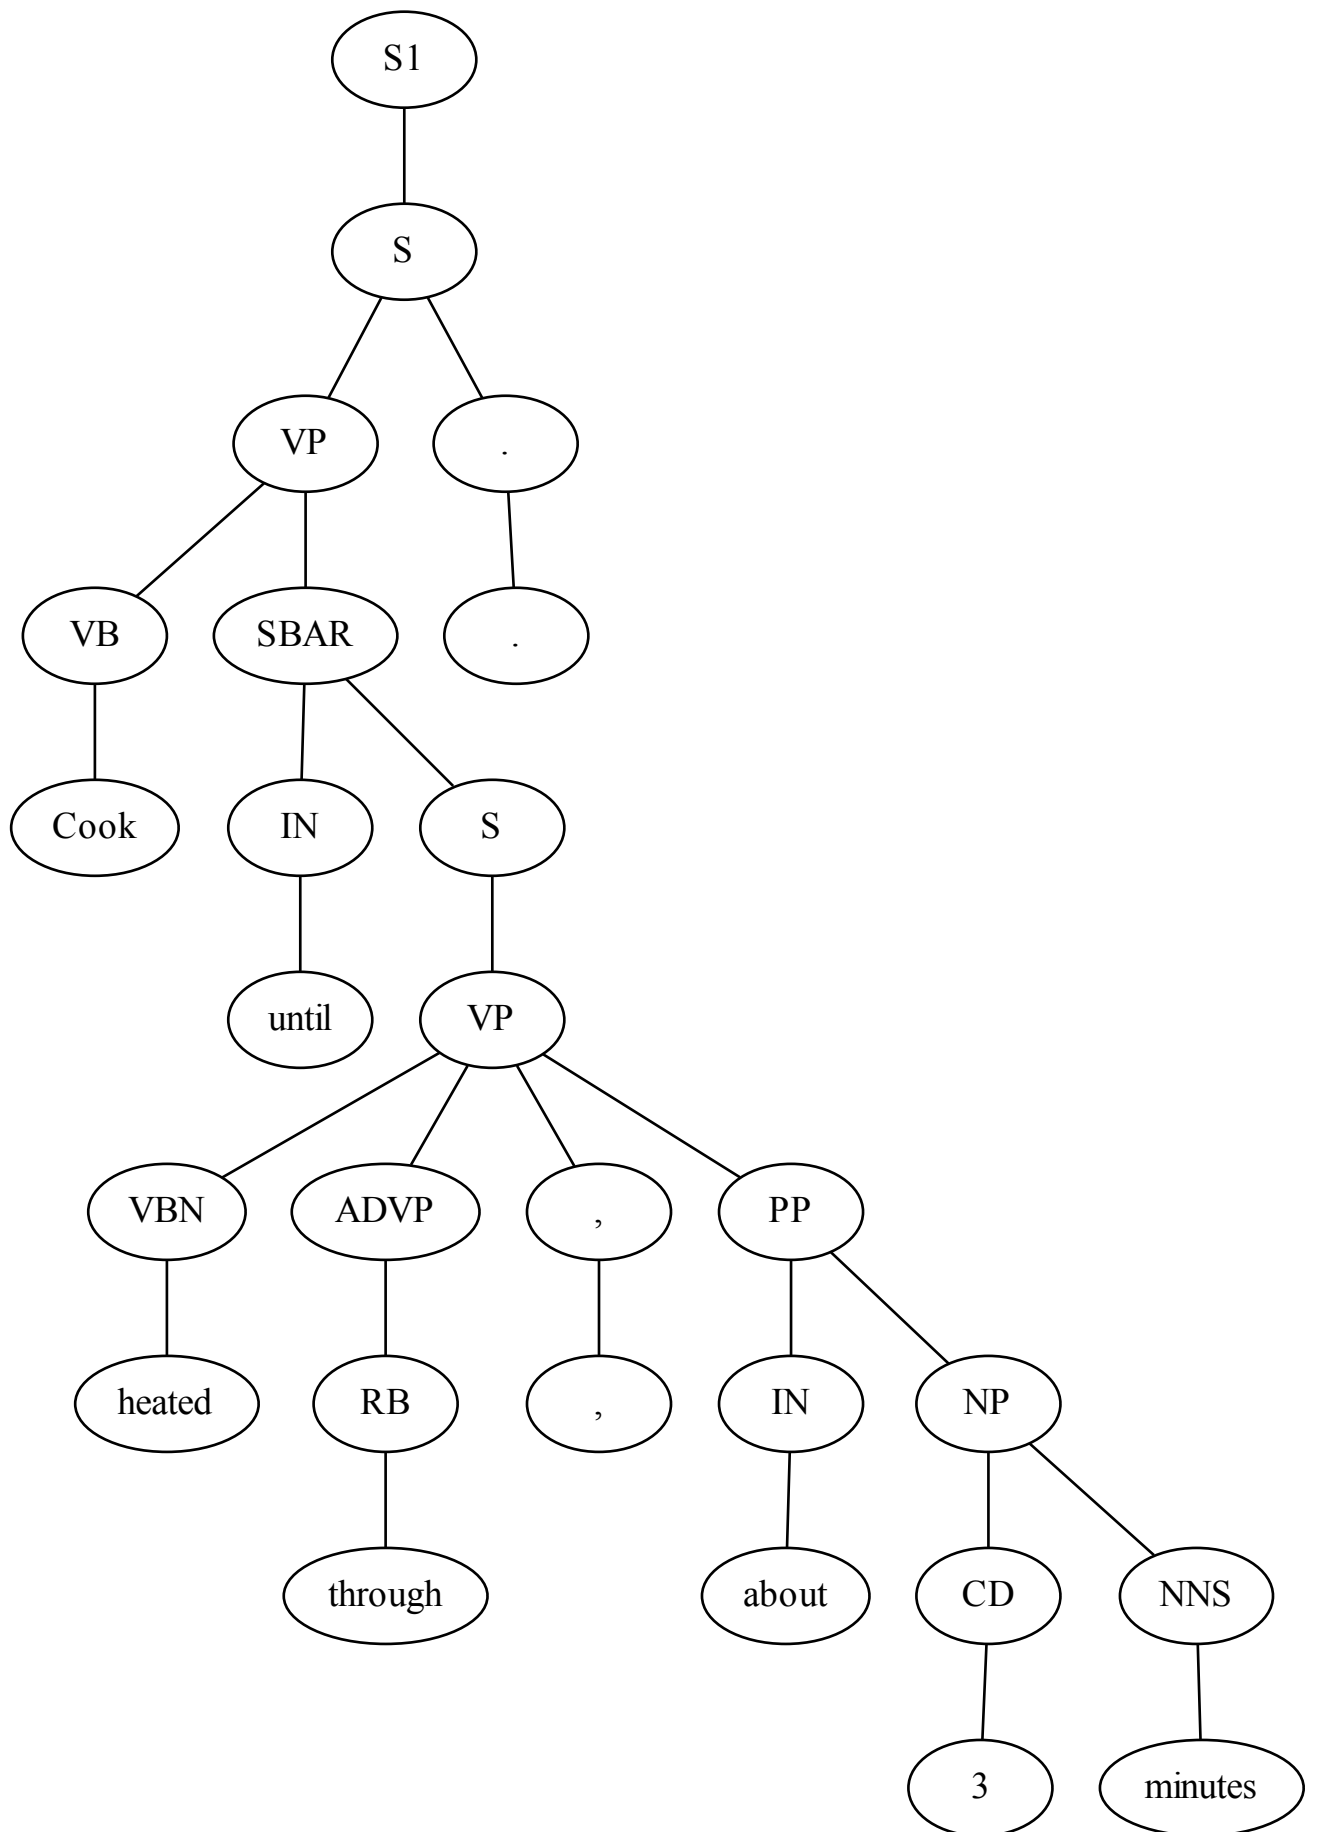 S1
S
VP .
VB SBAR .
Cook IN S
until VP
VBN ADVP , PP
heated RB , IN NP
through about CD NNS
3 minutes